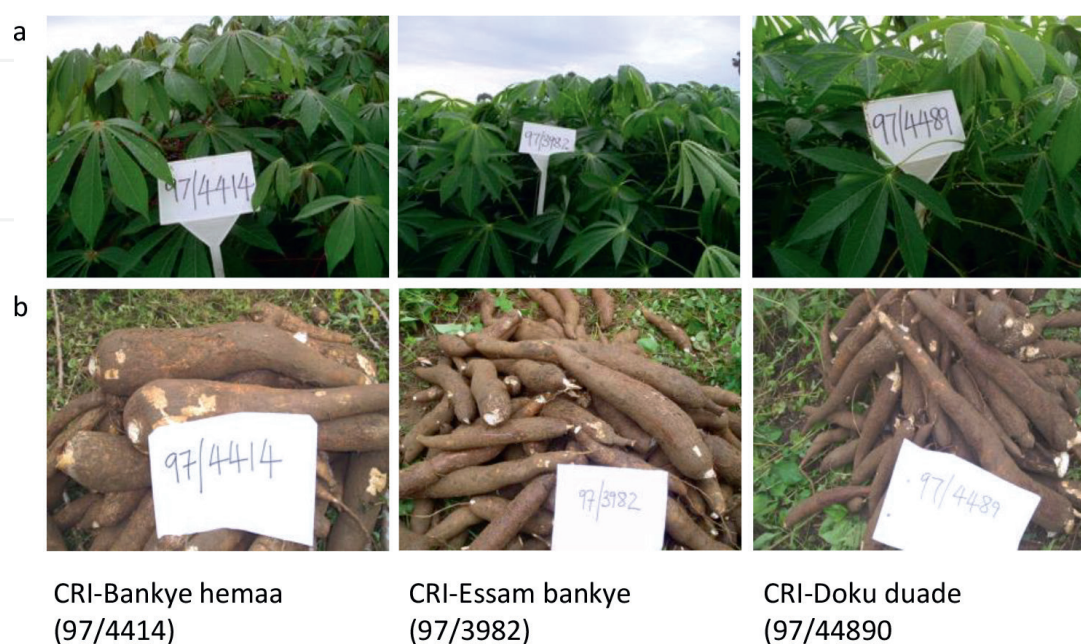 a
97/4414
97/3982
97/4489
b
97/4414
97/3982
97/4489
CRI-Bankye hemaa
(97/4414)
CRI-Essam bankye
(97/3982)
CRI-Doku duade
(97/44890